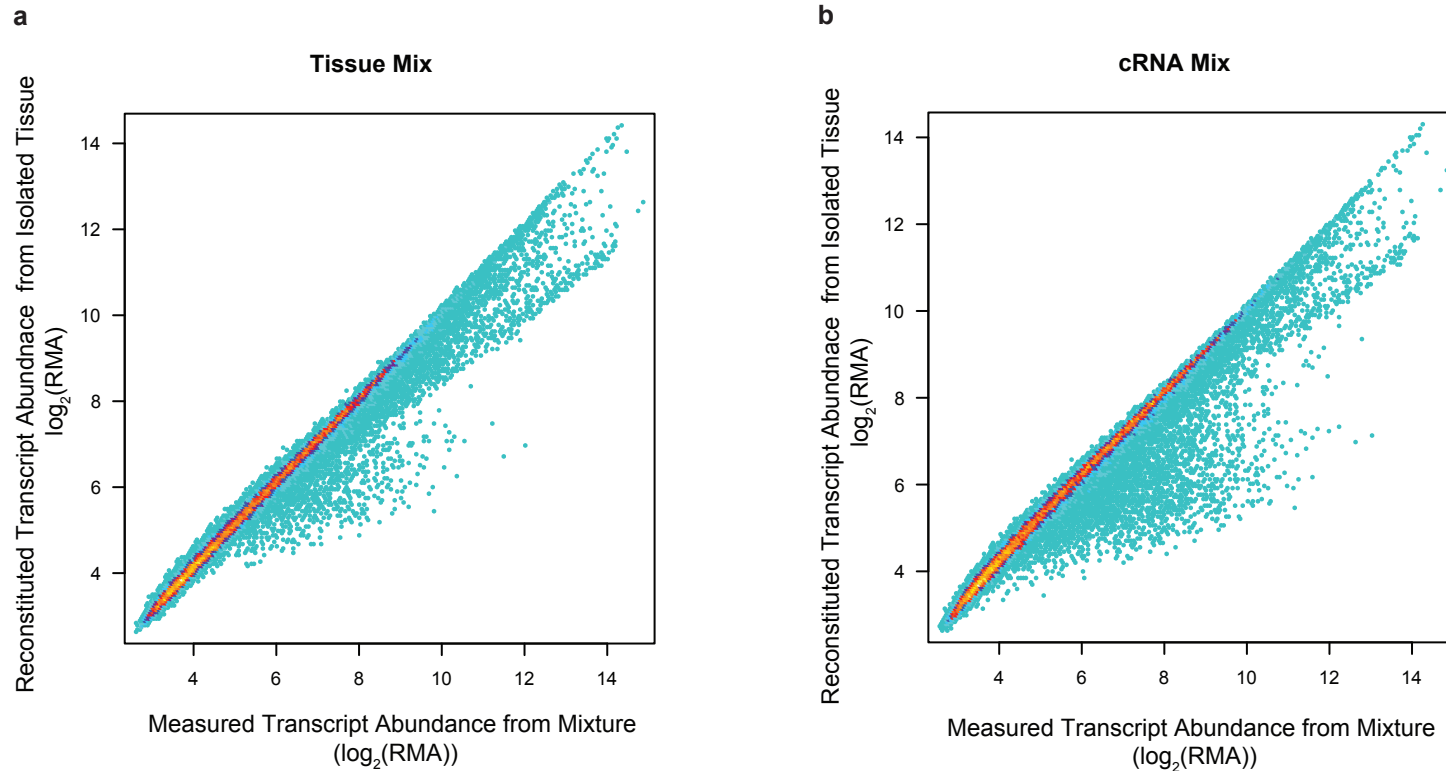 a
Tissue Mix
Reconstituted Transcript Abundnace from Isolated Tissue
log₂(RMA)
14
12
10
8
6
4
4 6 8 10 12 14
Measured Transcript Abundance from Mixture
(log₂(RMA))
b
cRNA Mix
Reconstituted Transcript Abundnace from Isolated Tissue
log₂(RMA)
14
12
10
8
6
4
4 6 8 10 12 14
Measured Transcript Abundance from Mixture
(log₂(RMA))